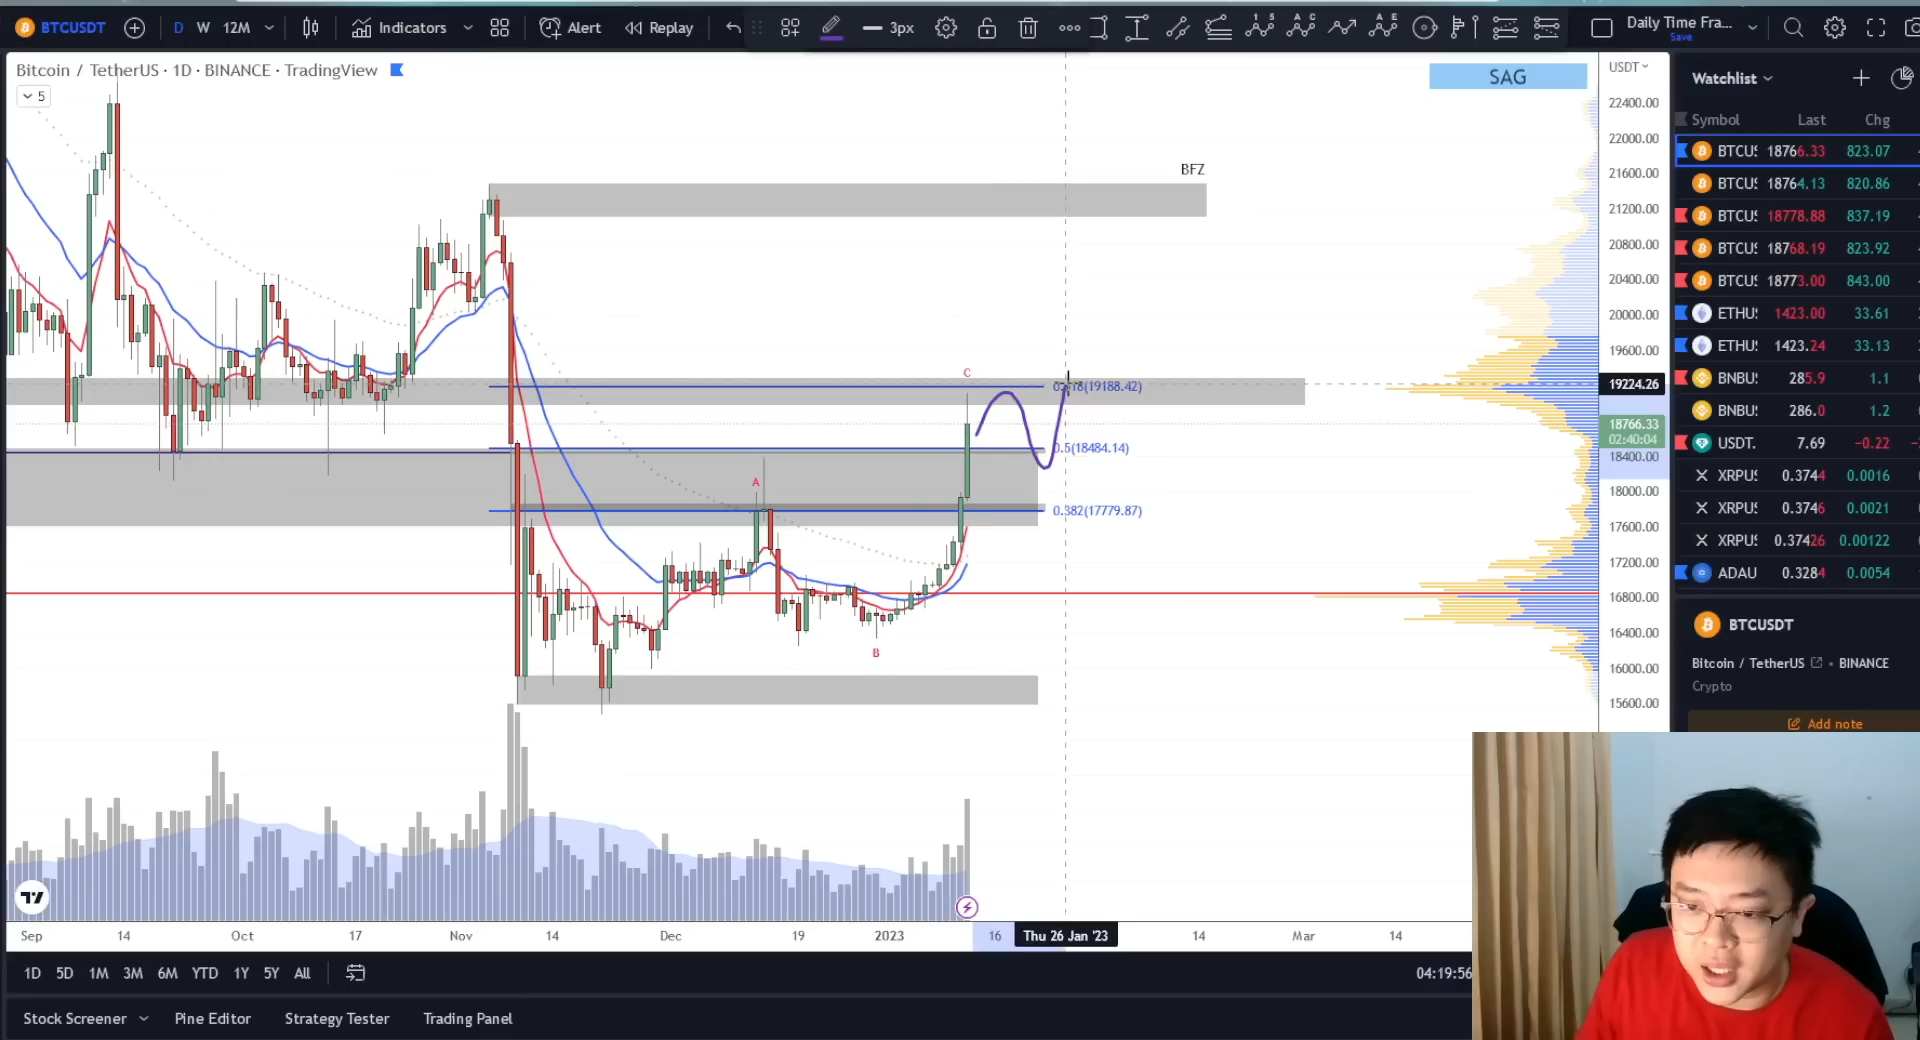 BTCUSDT D W 12M Indicators Alert Replay 3px Daily Time Fra...
Save
Bitcoin / TetherUS · 1D · BINANCE · TradingView
5
SAG
BFZ
A
B
C
(19188.42)
0.5(18484.14)
0.382(17779.87)
USDT
22400.00
22000.00
21600.00
21200.00
20800.00
20400.00
20000.00
19600.00
19224.26
18766.33
02:40:04
18400.00
18000.00
17600.00
17200.00
16800.00
16400.00
16000.00
15600.00
Sep 14 Oct 17 Nov 14 Dec 19 2023 16 Thu 26 Jan '23 14 Mar 14
1D 5D 1M 3M 6M YTD 1Y 5Y All
04:19:56
Stock Screener Pine Editor Strategy Tester Trading Panel
Watchlist
Symbol Last Chg
BTCU 18766.33 823.07
BTCU 18764.13 820.86
BTCU 18778.88 837.19
BTCU 18768.19 823.92
BTCU 18773.00 843.00
ETHU 1423.00 33.61
ETHU 1423.24 33.13
BNBU 285.9 1.1
BNBU 286.0 1.2
USDT. 7.69 −0.22
XRPU 0.3744 0.0016
XRPU 0.3746 0.0021
XRPU 0.37426 0.00122
ADAU 0.3284 0.0054
BTCUSDT
Bitcoin / TetherUS • BINANCE
Crypto
Add note